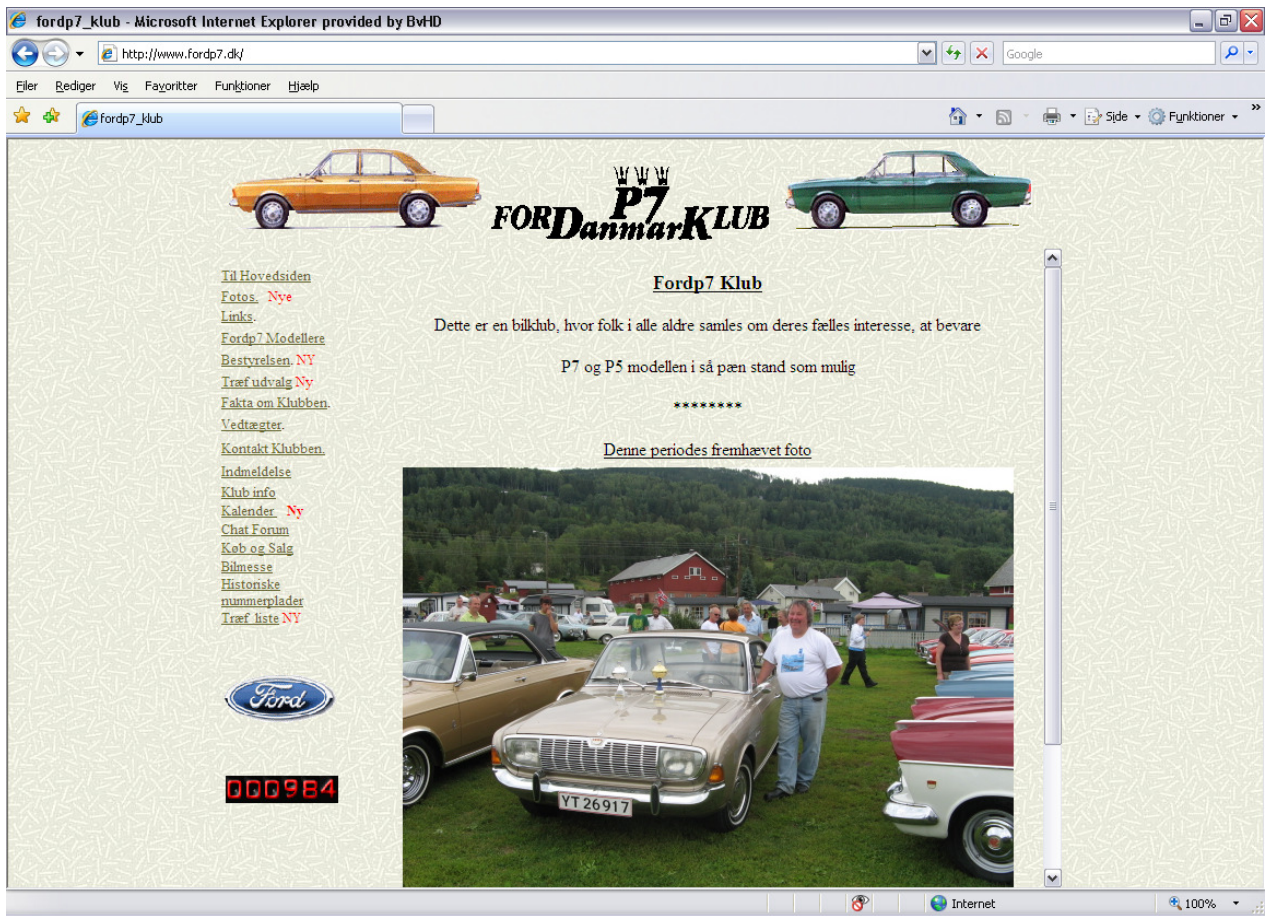 fordp7_klub - Microsoft Internet Explorer provided by BvHD
http://www.fordp7.dk/
Google
Filer Rediger Vis Favoritter Funktioner Hjælp
fordp7_klub
Side Funktioner »
P7
FORDanmarKLUB
Til Hovedsiden
Fotos. Nye
Links.
Fordp7 Modellere
Bestyrelsen. NY
Træf udvalg Ny
Fakta om Klubben.
Vedtægter.
Kontakt Klubben.
Indmeldelse
Klub info
Kalender Ny
Chat Forum
Køb og Salg
Bilmesse
Historiske
nummerplader
Træf liste NY
Ford
000984
Fordp7 Klub
Dette er en bilklub, hvor folk i alle aldre samles om deres fælles interesse, at bevare
P7 og P5 modellen i så pæn stand som mulig
********
Denne periodes fremhævet foto
YT 26917
Internet
100%